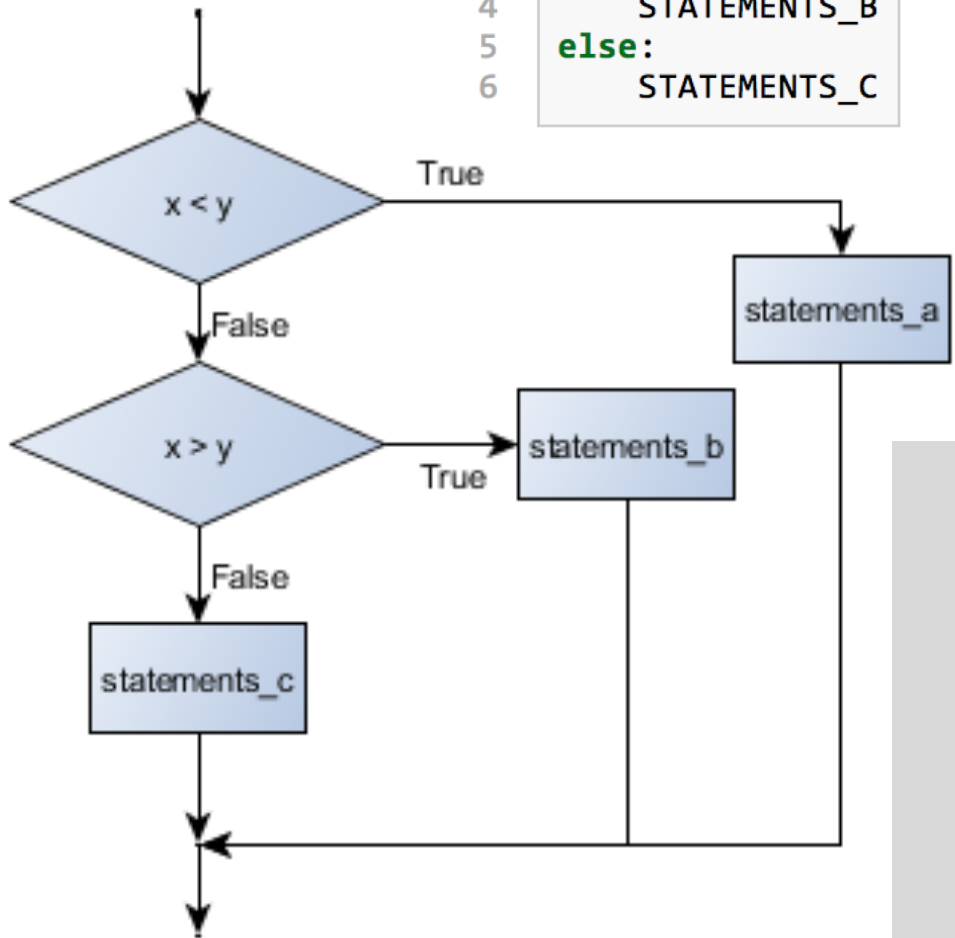 4 STATEMENTS_B
5 else:
6 STATEMENTS_C
True
x < y
statements_a
False
x > y
statements_b
True
False
statements_c